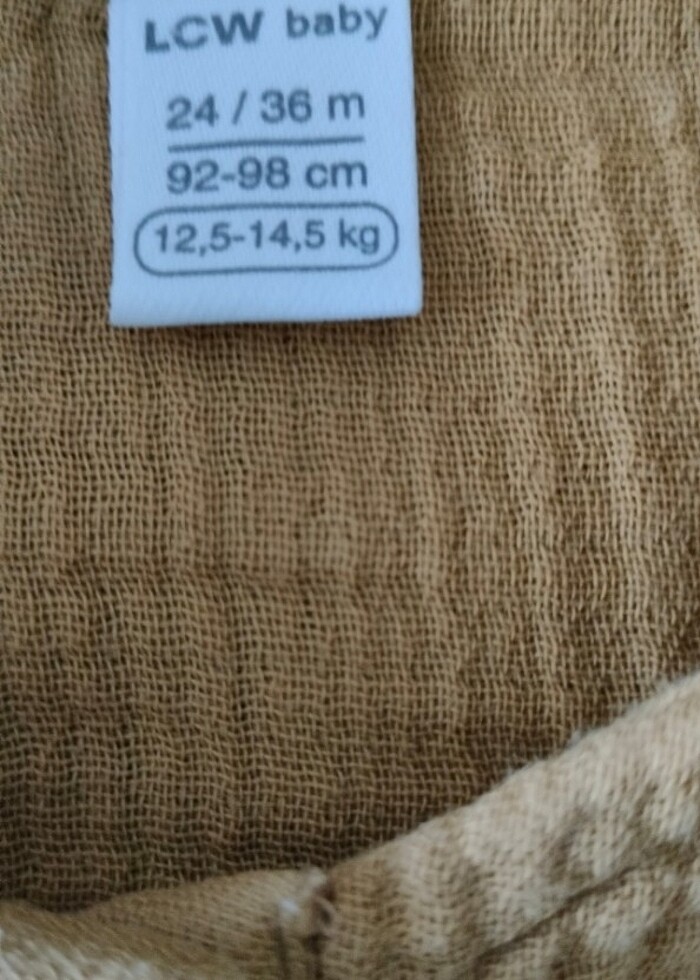 LCW baby
24 / 36 m
92-98 cm
12,5-14,5 kg